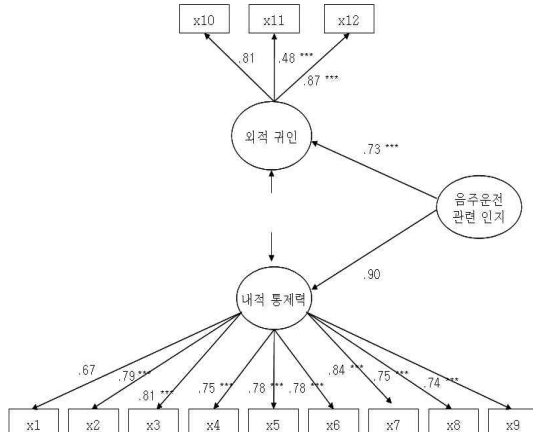 x10 x11 x12
.81 .48 *** .87 ***
외적 귀인
.73 ***
음주운전
관련 인지
.90
내적 통제력
.67 .79 *** .81 *** .75 *** .78 *** .78 *** .84 *** .75 *** .74 ***
x1 x2 x3 x4 x5 x6 x7 x8 x9